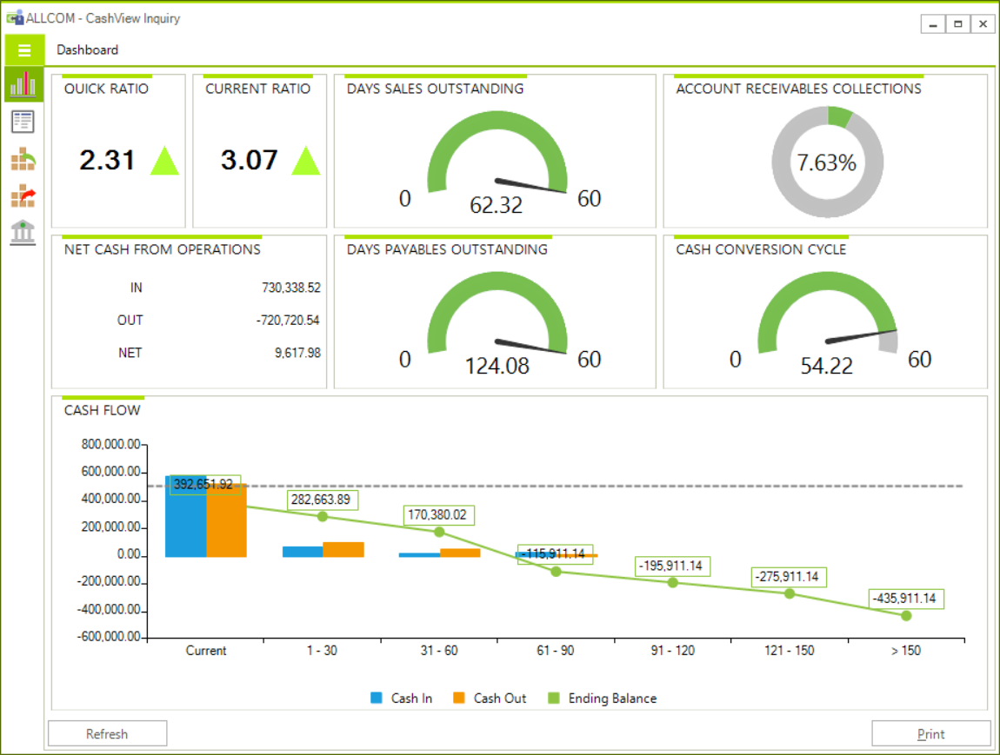 ALLCOM - CashView Inquiry
Dashboard
QUICK RATIO
2.31
CURRENT RATIO
3.07
DAYS SALES OUTSTANDING
0
62.32
60
ACCOUNT RECEIVABLES COLLECTIONS
7.63%
NET CASH FROM OPERATIONS
IN 730,338.52
OUT -720,720.54
NET 9,617.98
DAYS PAYABLES OUTSTANDING
0
124.08
60
CASH CONVERSION CYCLE
0
54.22
60
CASH FLOW
800,000.00
600,000.00
400,000.00
200,000.00
0.00
-200,000.00
-400,000.00
-600,000.00
392,651.92
282,663.89
170,380.02
-115,911.14
-195,911.14
-275,911.14
-435,911.14
Current 1 - 30 31 - 60 61 - 90 91 - 120 121 - 150 > 150
Cash In Cash Out Ending Balance
Refresh Print